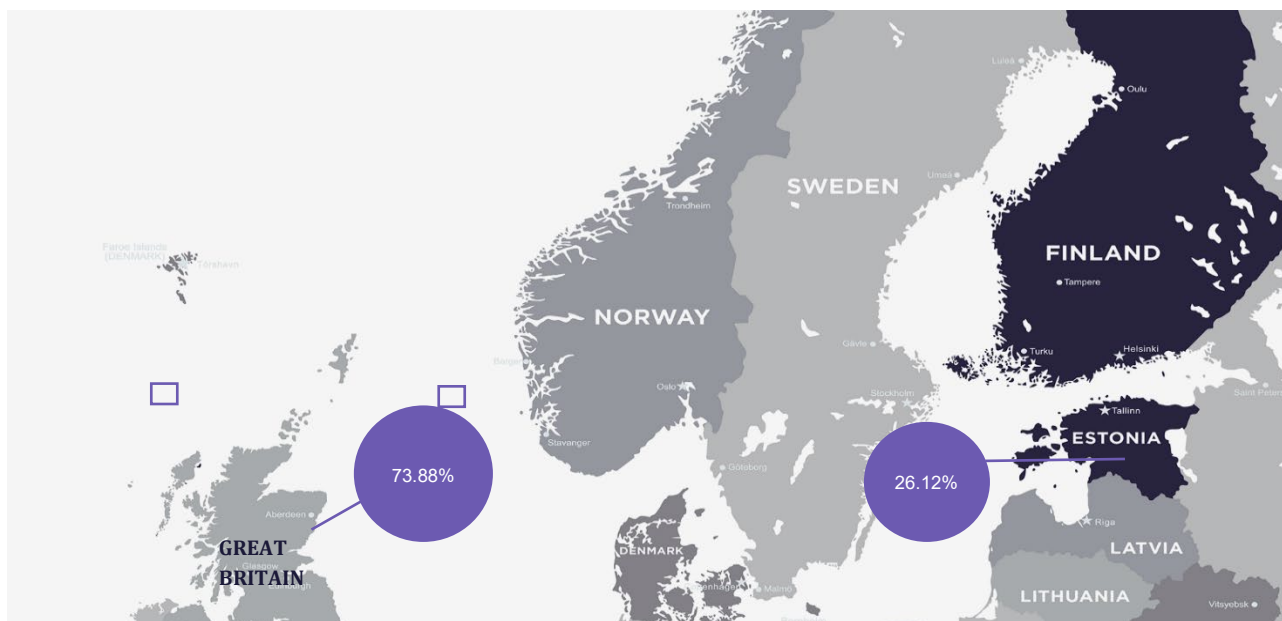 Luleå
Oulu
Umeå
SWEDEN
Trondheim
Faroe Islands
(DENMARK)
Tórshavn
FINLAND
Tampere
NORWAY
Gävle
Turku
Helsinki
Bergen
Oslo
Stockholm
Saint Peters
Tallinn
ESTONIA
Stavanger
Göteborg
73.88%
26.12%
Aberdeen
Riga
GREAT
BRITAIN
DENMARK
LATVIA
Glasgow
Edinburgh
Malmö
LITHUANIA
Vitsyebsk